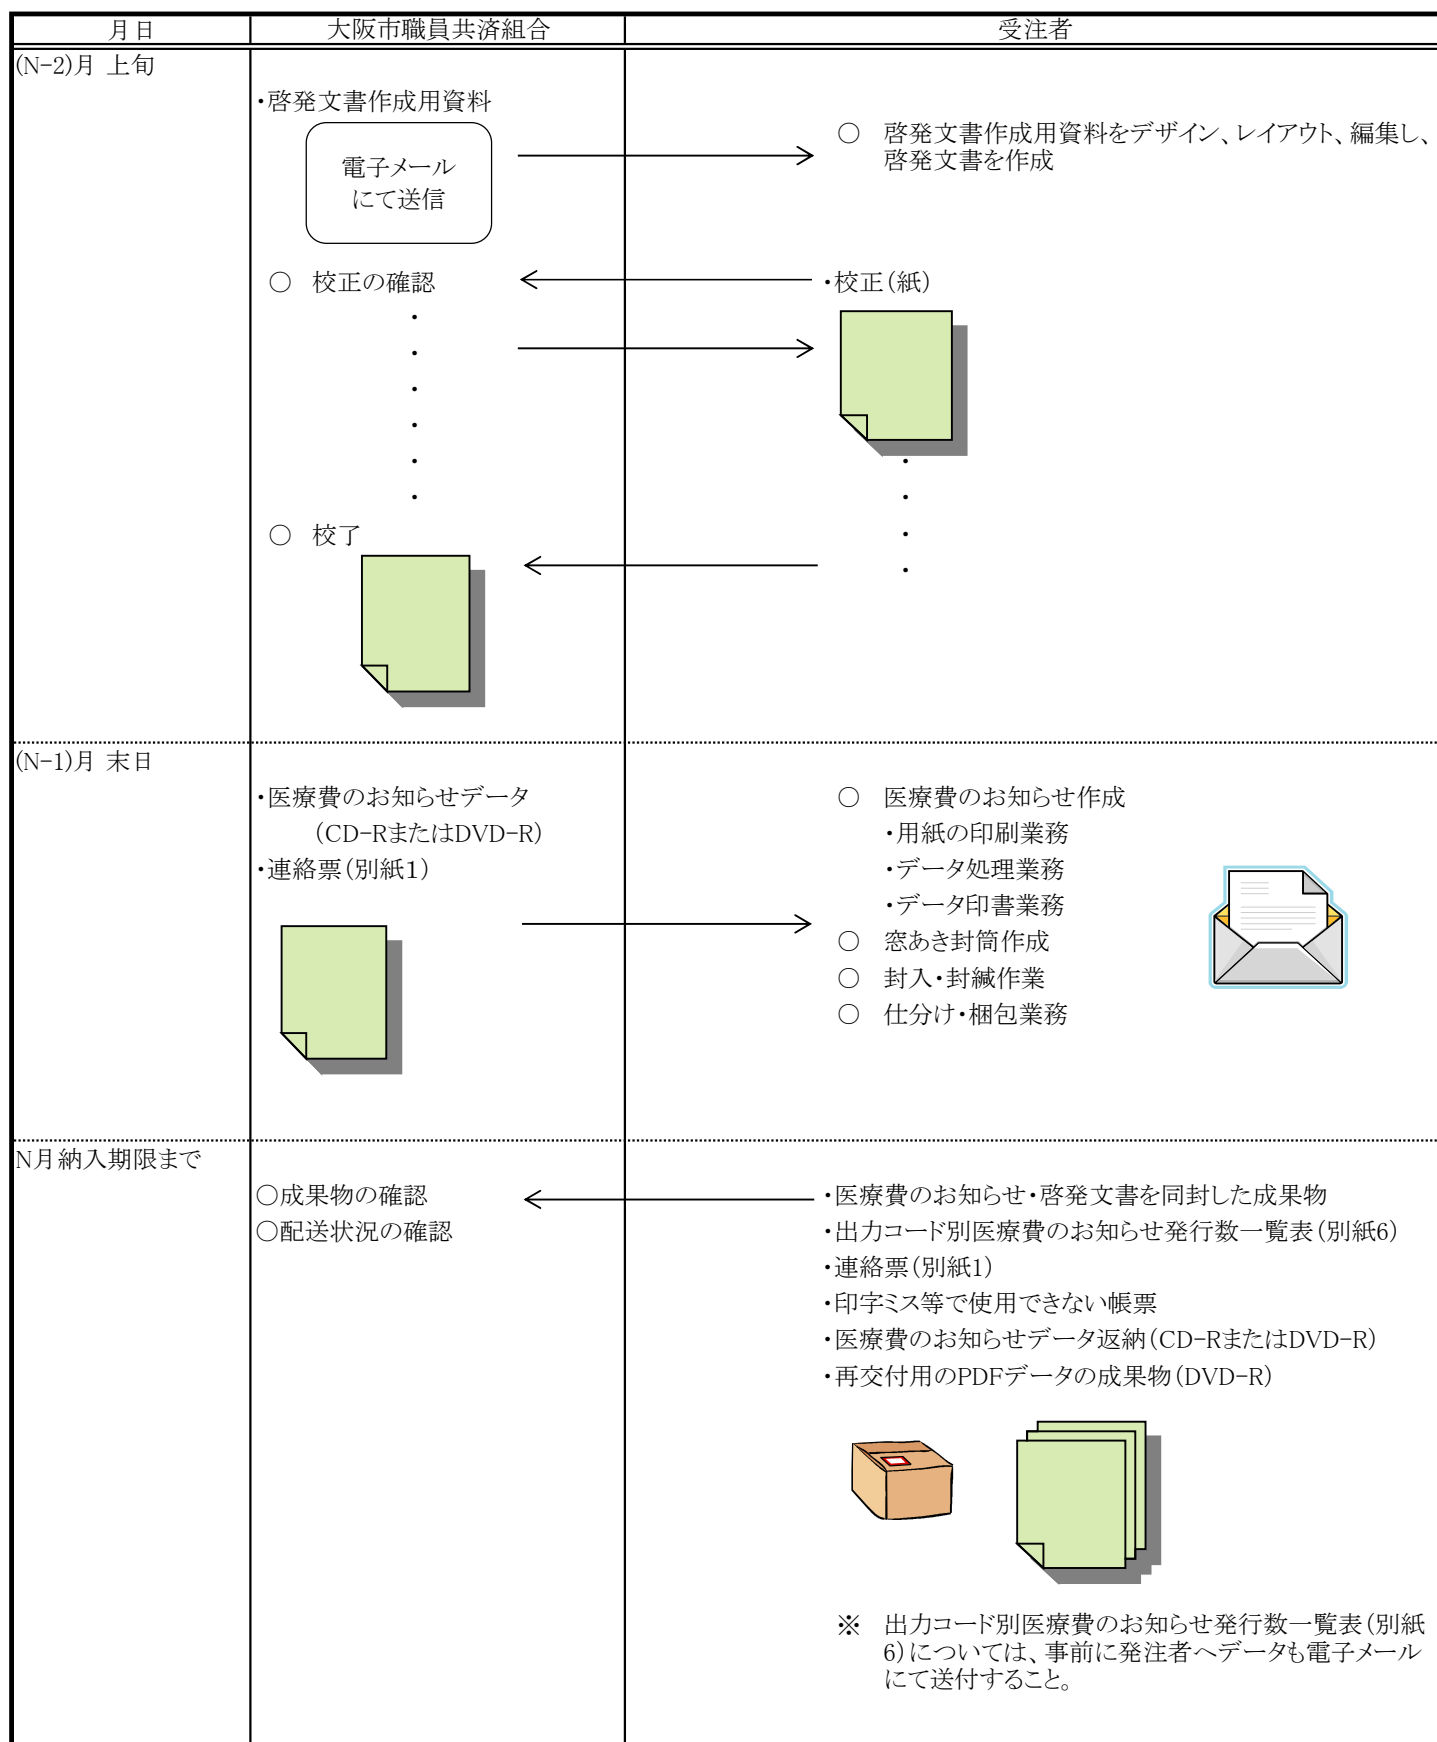 月日
大阪市職員共済組合
受注者
(N-2)月 上旬
・啓発文書作成用資料
電子メール
にて送信
○ 啓発文書作成用資料をデザイン、レイアウト、編集し、
啓発文書を作成
○ 校正の確認
・校正(紙)
・
・
・
・
・
・
・
・
・
・
○ 校了
(N-1)月 末日
・医療費のお知らせデータ
(CD-RまたはDVD-R)
・連絡票(別紙1)
○ 医療費のお知らせ作成
・用紙の印刷業務
・データ処理業務
・データ印書業務
○ 窓あき封筒作成
○ 封入・封緘作業
○ 仕分け・梱包業務
N月納入期限まで
○成果物の確認
○配送状況の確認
・医療費のお知らせ・啓発文書を同封した成果物
・出力コード別医療費のお知らせ発行数一覧表(別紙6)
・連絡票(別紙1)
・印字ミス等で使用できない帳票
・医療費のお知らせデータ返納(CD-RまたはDVD-R)
・再交付用のPDFデータの成果物(DVD-R)
※ 出力コード別医療費のお知らせ発行数一覧表(別紙
6)については、事前に発注者へデータも電子メール
にて送付すること。